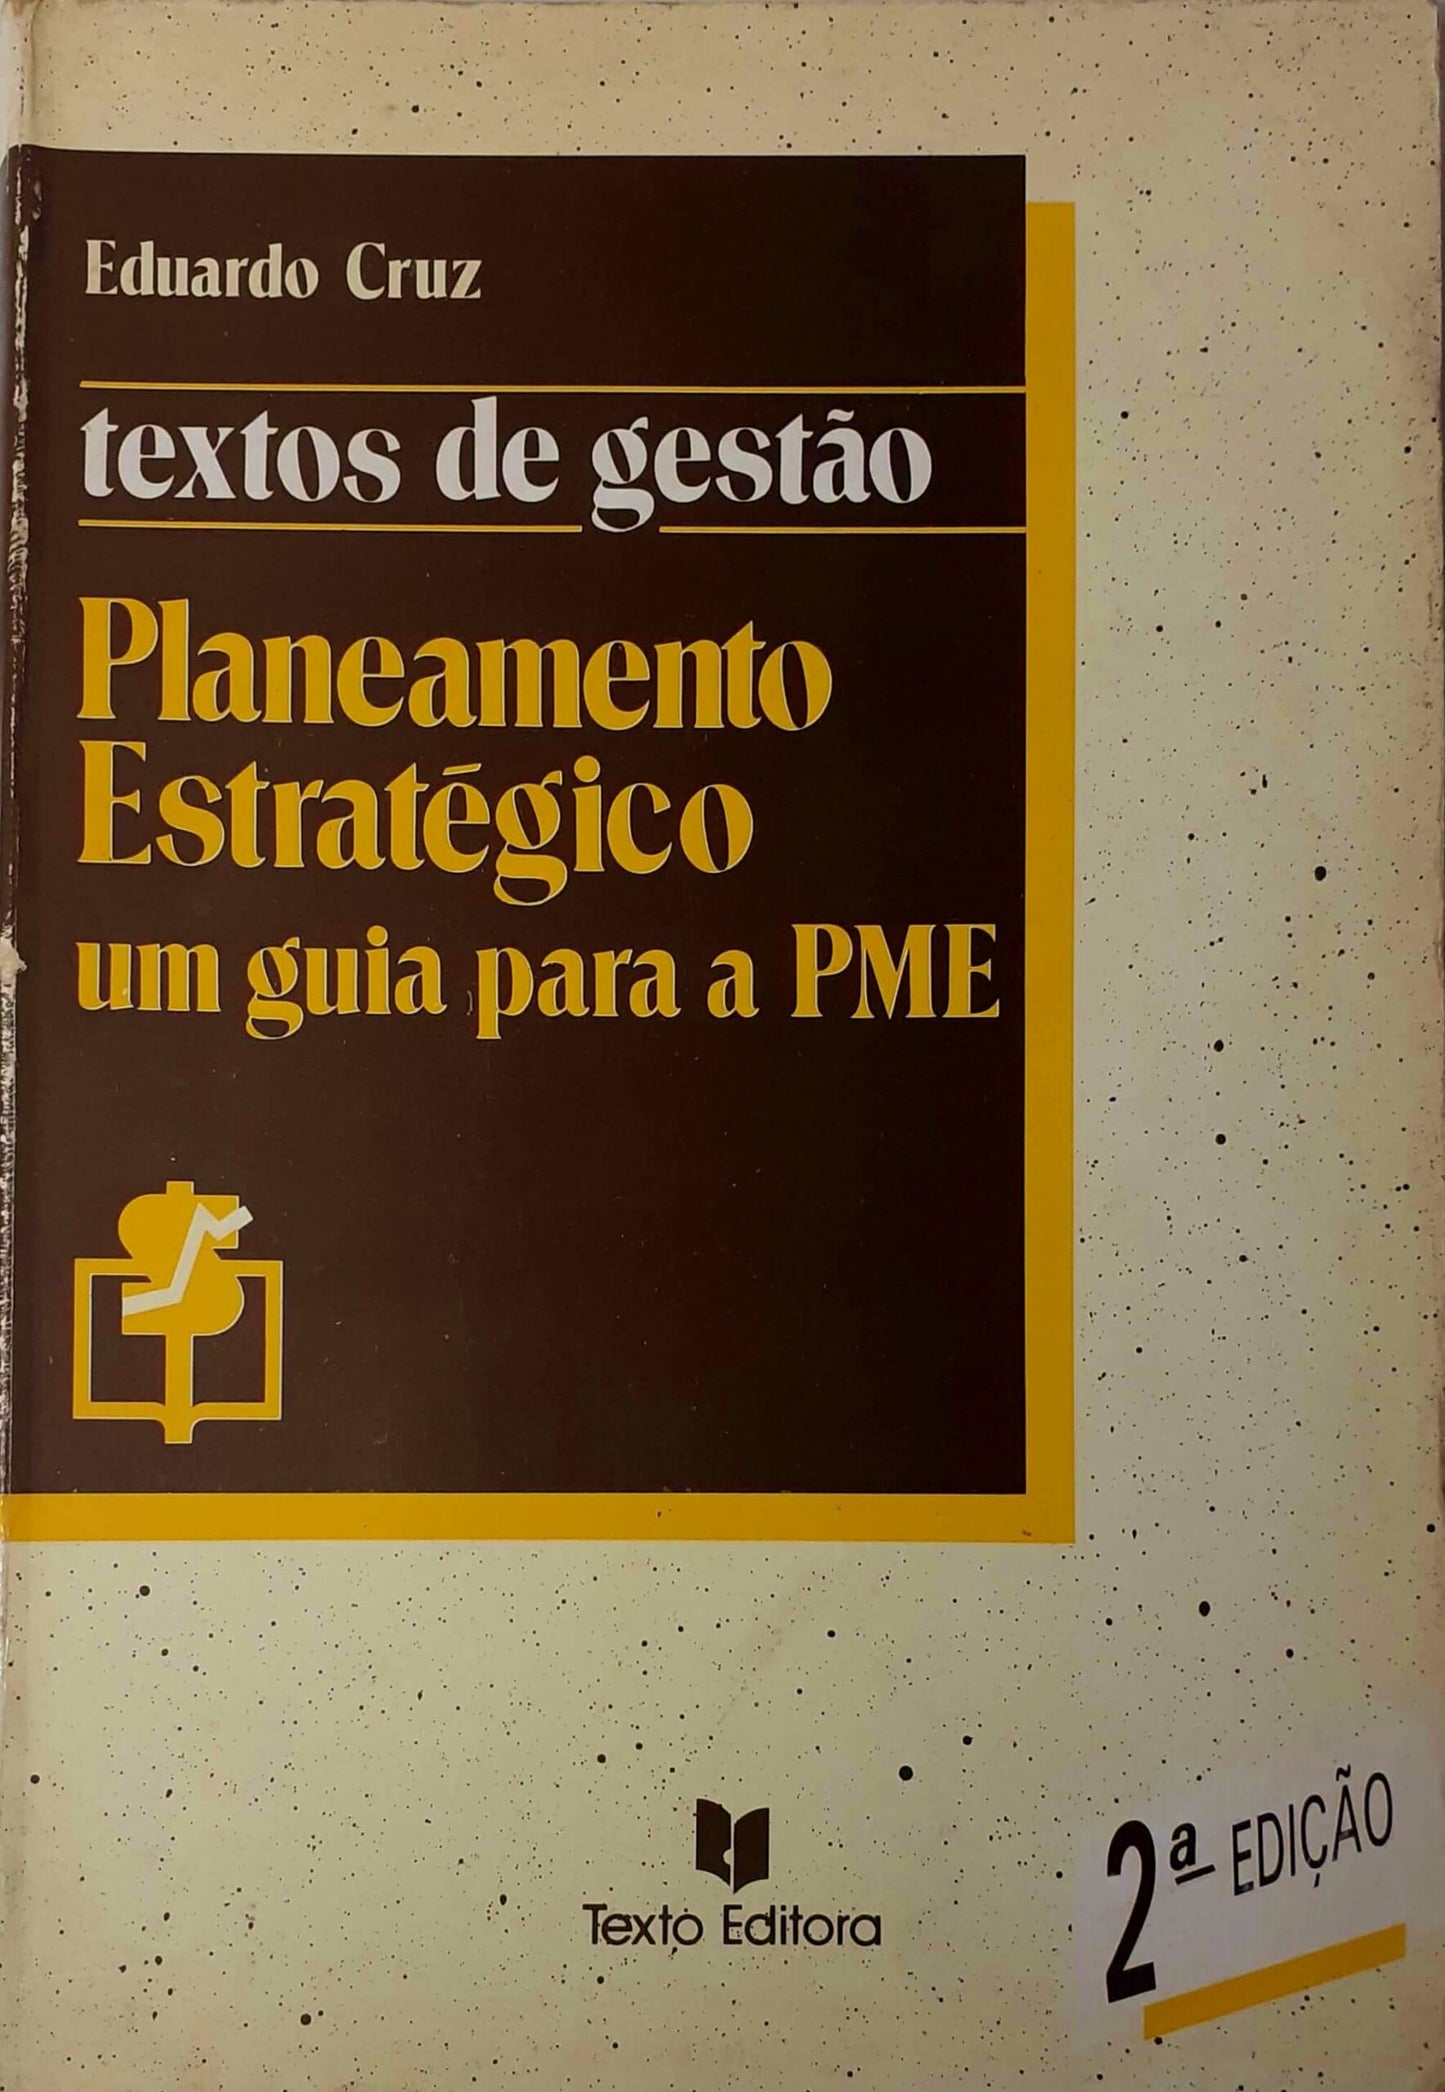 Eduardo Cruz
textos de gestão
Planeamento
Estratégico
um guia para a PME
Texto Editora
2ª EDIÇÃO